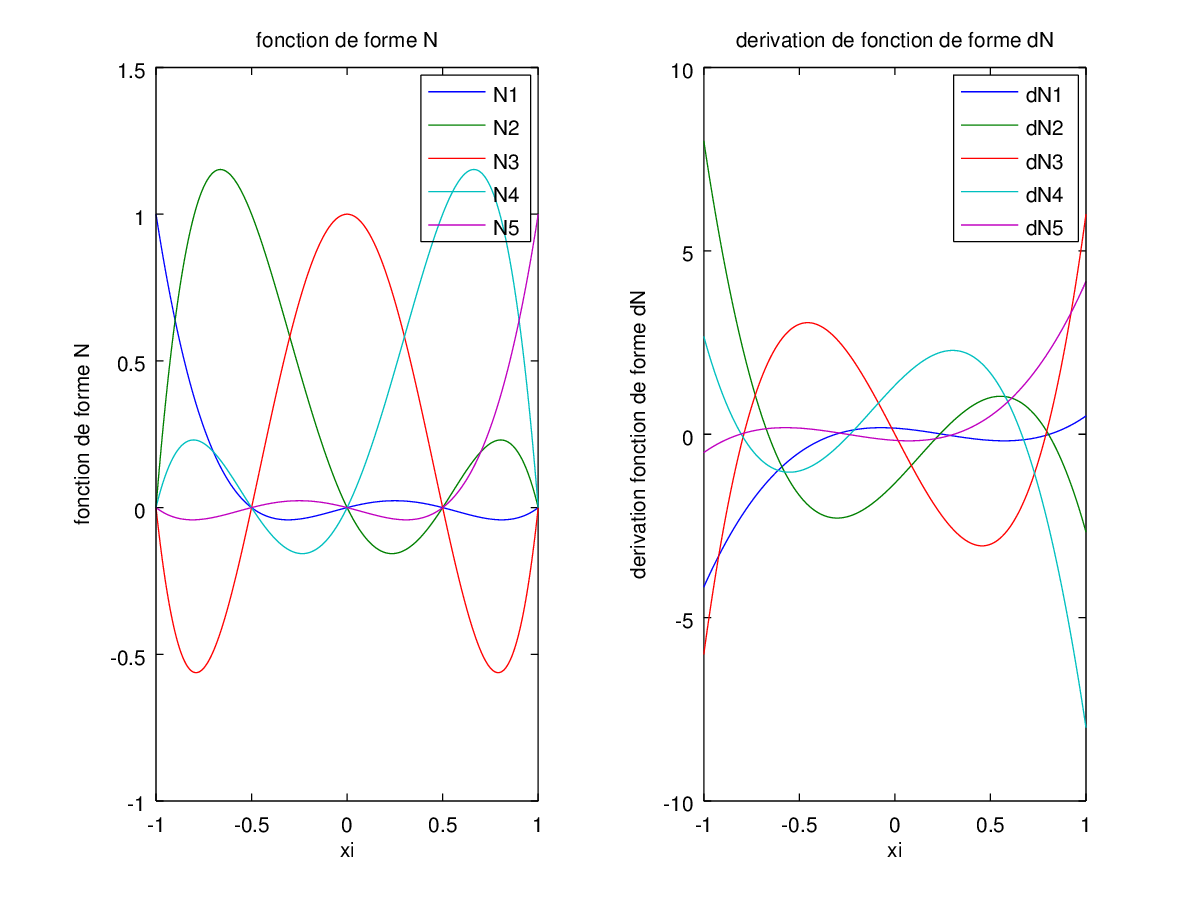 fonction de forme N
1.5
1
0.5
0
-0.5
-1
fonction de forme N
N1
N2
N3
N4
N5
-1
-0.5
0
0.5
1
xi
derivation de fonction de forme dN
10
5
0
-5
-10
derivation fonction de forme dN
dN1
dN2
dN3
dN4
dN5
-1
-0.5
0
0.5
1
xi